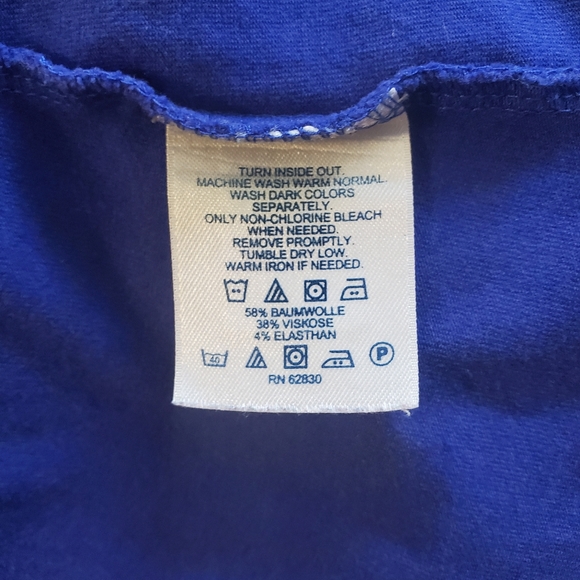 TURN INSIDE OUT.
MACHINE WASH WARM NORMAL.
WASH DARK COLORS
SEPARATELY.
ONLY NON-CHLORINE BLEACH
WHEN NEEDED.
REMOVE PROMPTLY.
TUMBLE DRY LOW.
WARM IRON IF NEEDED.
58% BAUMWOLLE
38% VISKOSE
4% ELASTHAN
40 P
RN 62830